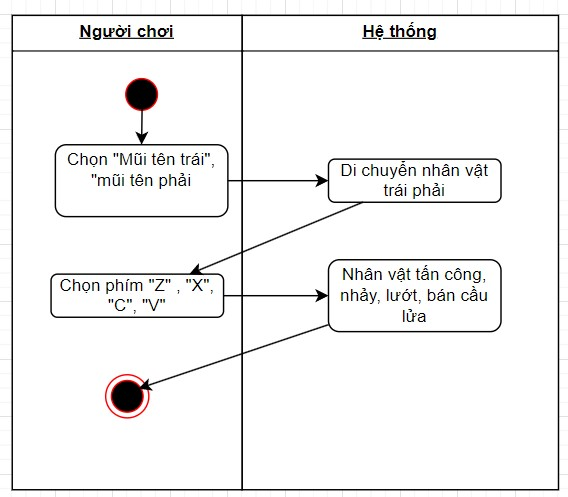 Người chơi
Hệ thống
Chọn "Mũi tên trái",
"mũi tên phải
Di chuyển nhân vật
trái phải
Chọn phím "Z" , "X",
"C", "V"
Nhân vật tấn công,
nhảy, lướt, bán cầu
lửa